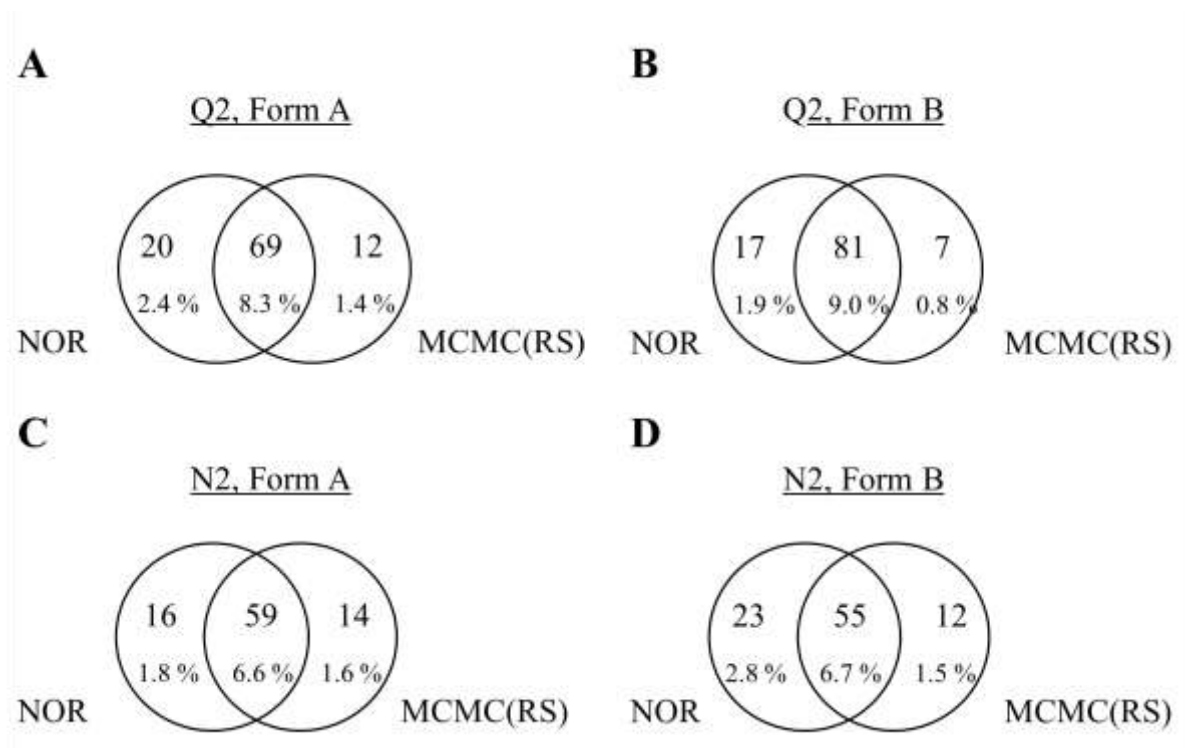 A
Q2, Form A
20 69 12
2.4 % 8.3 % 1.4 %
NOR MCMC(RS)
B
Q2, Form B
17 81 7
1.9 % 9.0 % 0.8 %
NOR MCMC(RS)
C
N2, Form A
16 59 14
1.8 % 6.6 % 1.6 %
NOR MCMC(RS)
D
N2, Form B
23 55 12
2.8 % 6.7 % 1.5 %
NOR MCMC(RS)